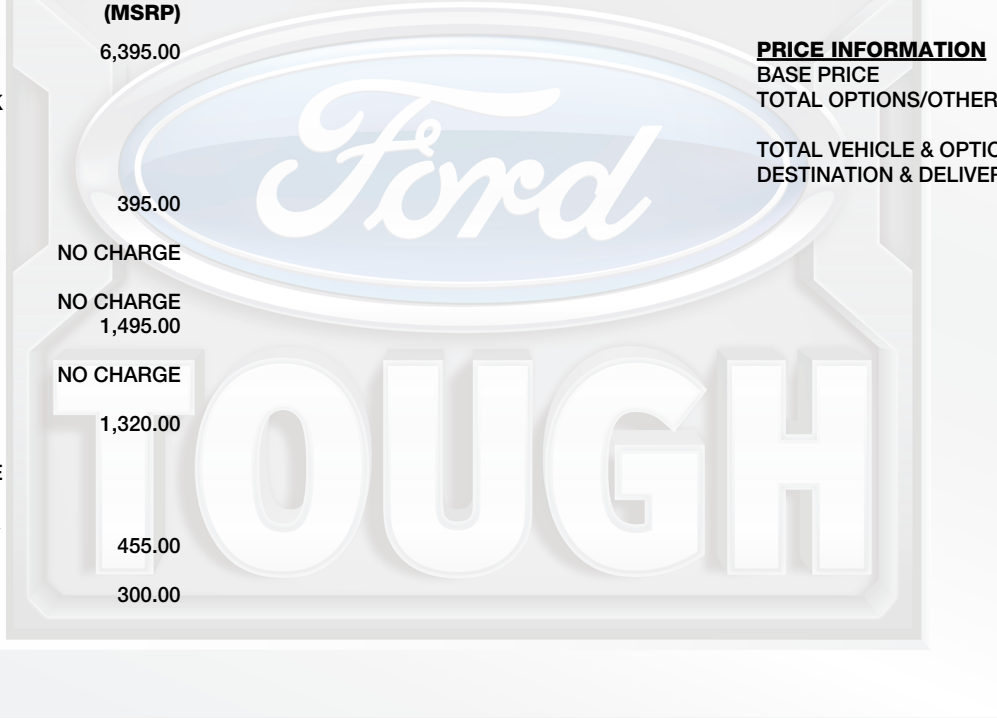 (MSRP)
6,395.00
395.00
NO CHARGE
NO CHARGE
1,495.00
NO CHARGE
1,320.00
455.00
300.00
PRICE INFORMATION
BASE PRICE
TOTAL OPTIONS/OTHER
TOTAL VEHICLE & OPTIO
DESTINATION & DELIVER
Ford
TOUGH